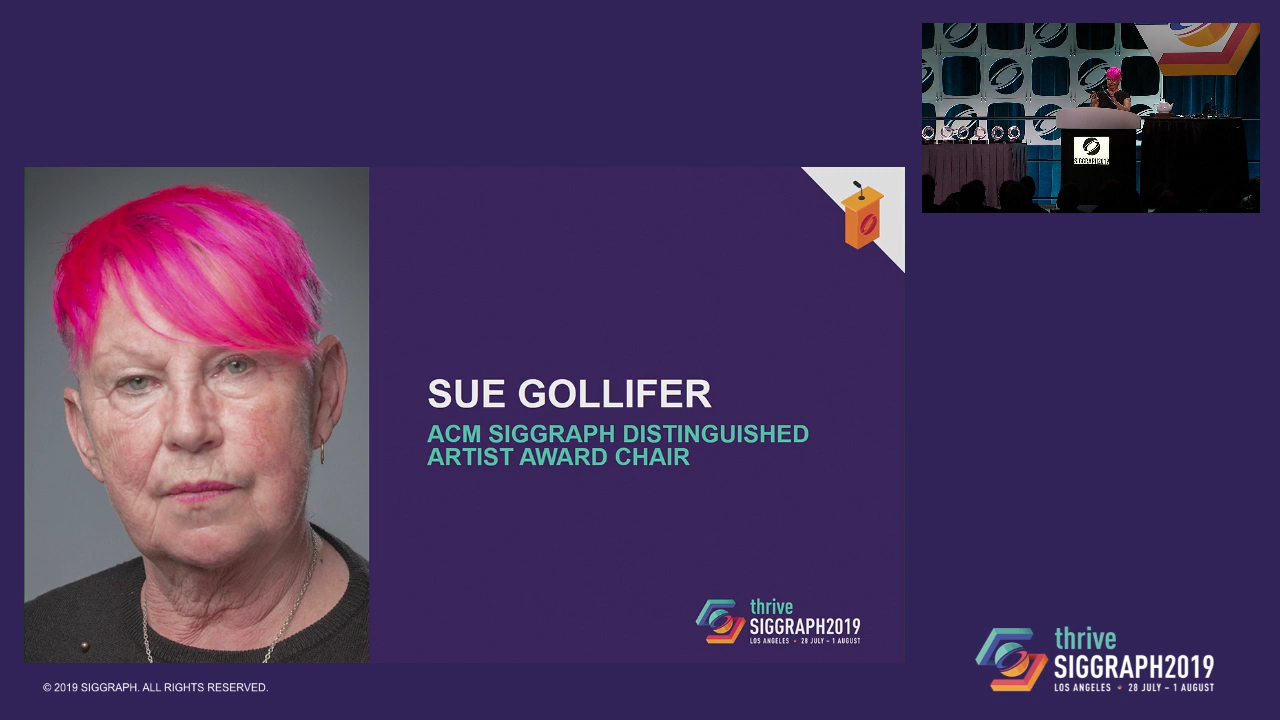 SUE GOLLIFER
ACM SIGGRAPH DISTINGUISHED
ARTIST AWARD CHAIR
thrive
SIGGRAPH2019
LOS ANGELES • 28 JULY – 1 AUGUST
© 2019 SIGGRAPH. ALL RIGHTS RESERVED.
thrive
SIGGRAPH2019
LOS ANGELES • 28 JULY – 1 AUGUST